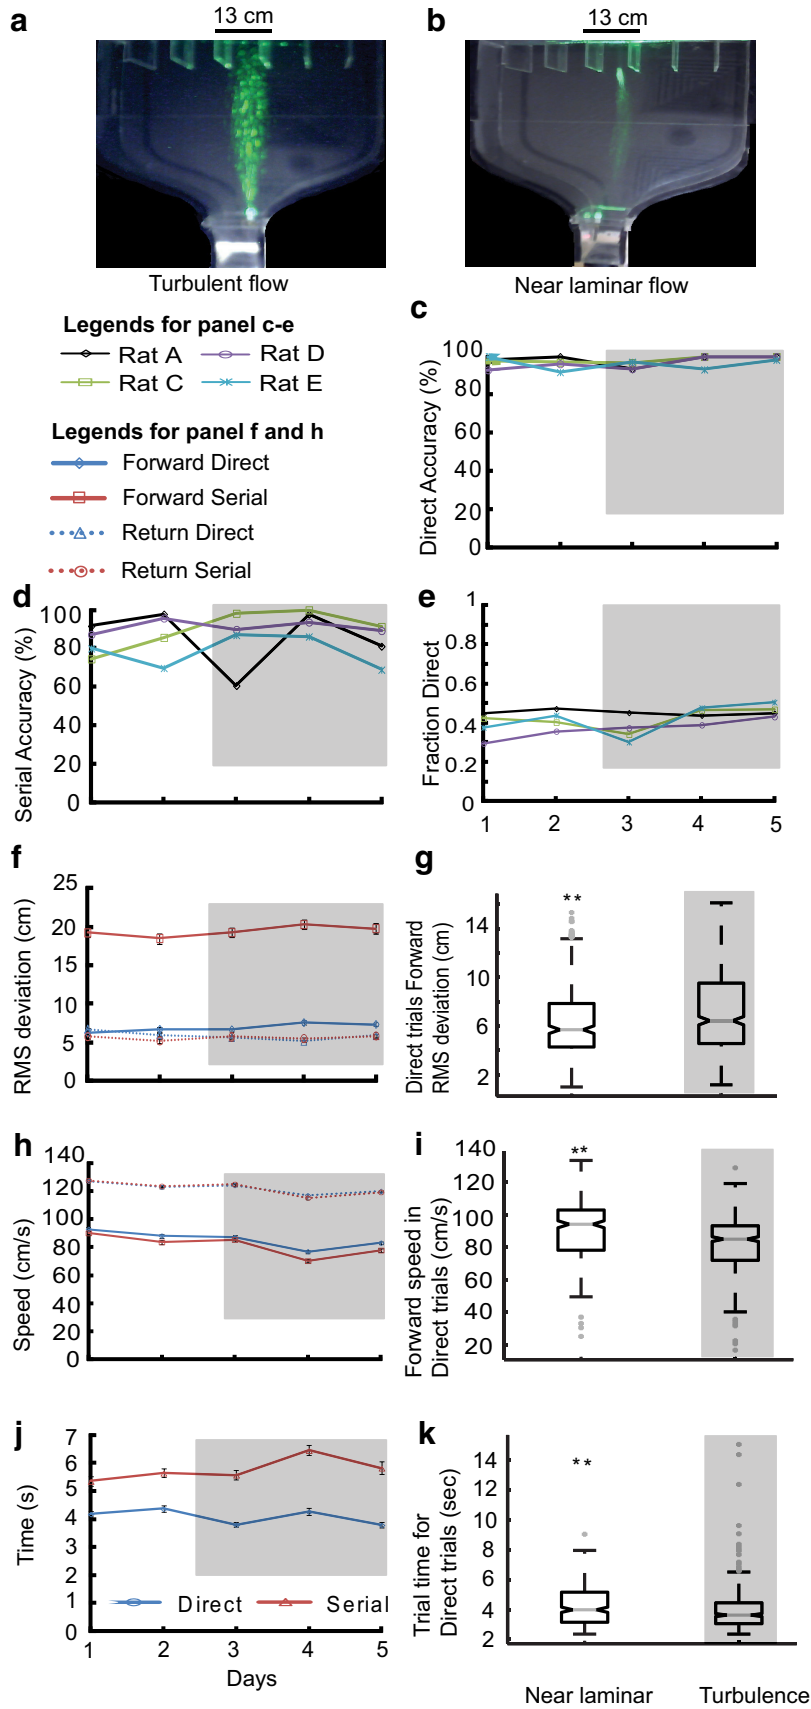 a
13 cm
b
13 cm
Turbulent flow
Near laminar flow
Legends for panel c-e
Rat A
Rat D
Rat C
Rat E
Legends for panel f and h
Forward Direct
Forward Serial
Return Direct
Return Serial
c
Direct Accuracy (%)
100
80
60
40
20
0
d
Serial Accuracy (%)
100
80
60
40
20
0
e
Fraction Direct
1
0.8
0.6
0.4
0.2
0
1 2 3 4 5
f
RMS deviation (cm)
25
20
15
10
5
0
g
Direct trials Forward
RMS deviation (cm)
14
10
6
2
**
h
Speed (cm/s)
140
120
100
80
60
40
20
0
i
Forward speed in
Direct trials (cm/s)
140
120
100
80
60
40
20
**
j
Time (s)
7
6
5
4
3
2
1
0
Direct
Serial
1 2 3 4 5
Days
k
Trial time for
Direct trials (sec)
14
12
10
8
6
4
2
**
Near laminar
Turbulence